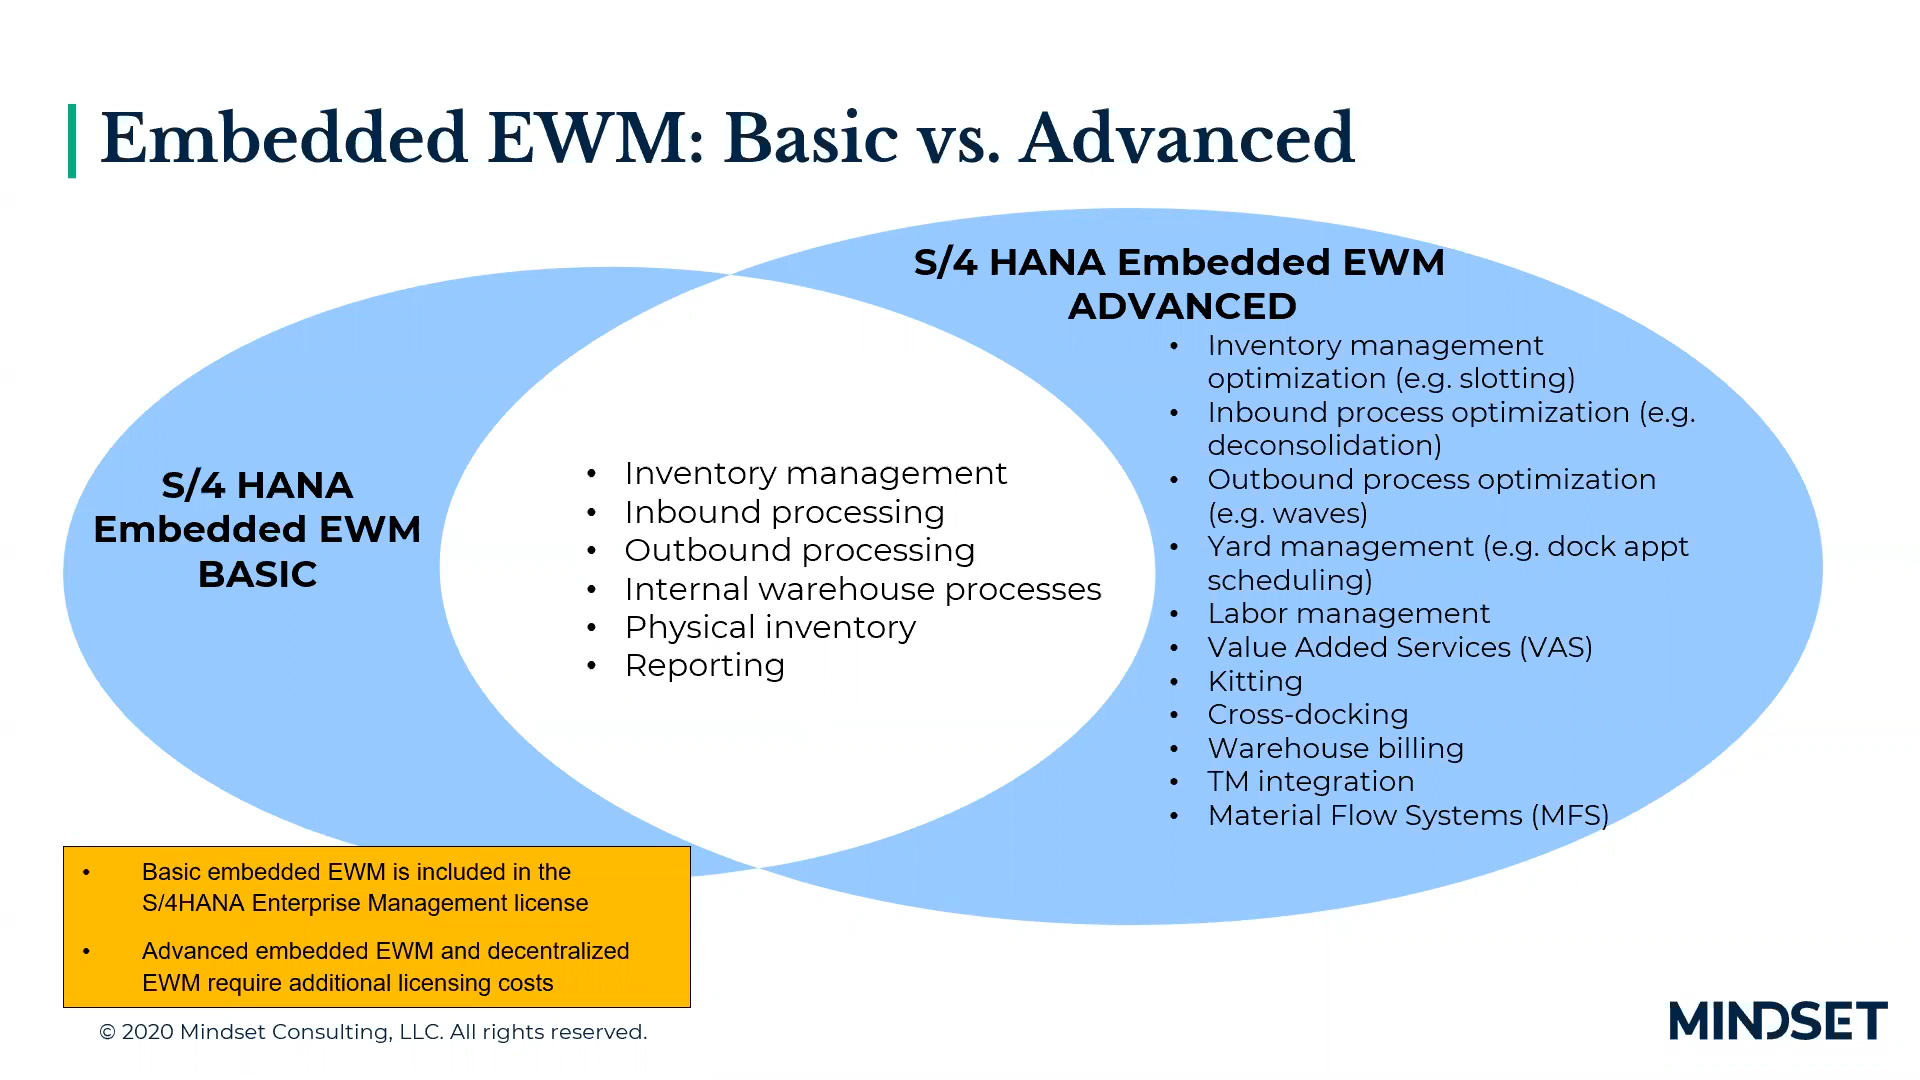 Embedded EWM: Basic vs. Advanced
S/4 HANA
Embedded EWM
BASIC
• Inventory management
• Inbound processing
• Outbound processing
• Internal warehouse processes
• Physical inventory
• Reporting
S/4 HANA Embedded EWM
ADVANCED
• Inventory management
optimization (e.g. slotting)
• Inbound process optimization (e.g.
deconsolidation)
• Outbound process optimization
(e.g. waves)
• Yard management (e.g. dock appt
scheduling)
• Labor management
• Value Added Services (VAS)
• Kitting
• Cross-docking
• Warehouse billing
• TM integration
• Material Flow Systems (MFS)
• Basic embedded EWM is included in the
S/4HANA Enterprise Management license
• Advanced embedded EWM and decentralized
EWM require additional licensing costs
© 2020 Mindset Consulting, LLC. All rights reserved.
MINDSET